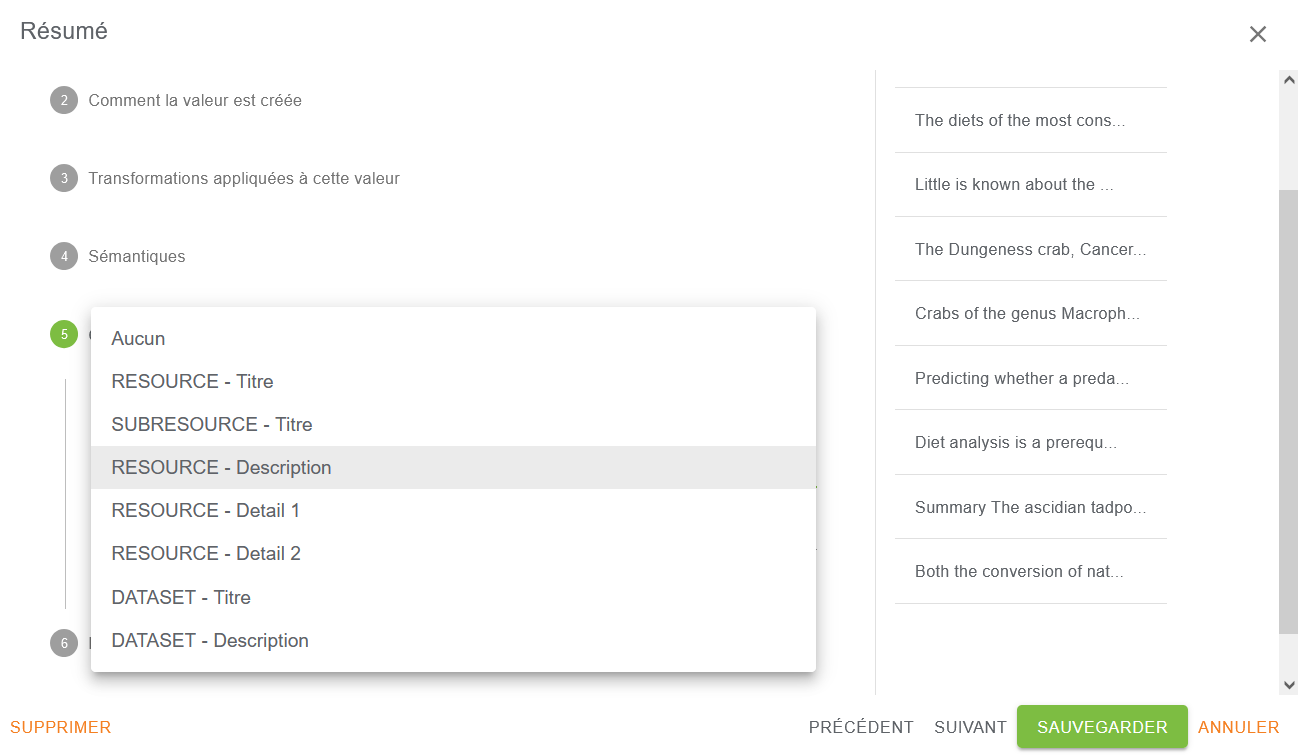 Résumé
2 Comment la valeur est créée
3 Transformations appliquées à cette valeur
4 Sémantiques
5
Aucun
RESOURCE - Titre
SUBRESOURCE - Titre
RESOURCE - Description
RESOURCE - Detail 1
RESOURCE - Detail 2
DATASET - Titre
DATASET - Description
6
The diets of the most cons...
Little is known about the ...
The Dungeness crab, Cancer...
Crabs of the genus Macroph...
Predicting whether a preda...
Diet analysis is a prerequ...
Summary The ascidian tadpo...
Both the conversion of nat...
SUPPRIMER
PRÉCÉDENT
SUIVANT
SAUVEGARDER
ANNULER